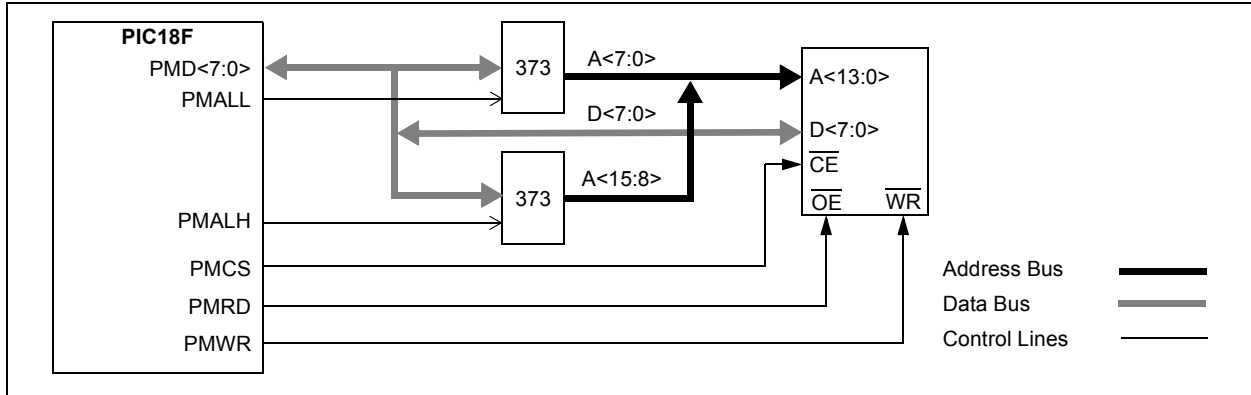 PIC18F
PMD<7:0>
PMALL
PMALH
PMCS
PMRD
PMWR
373
373
A<7:0>
D<7:0>
A<15:8>
A<13:0>
D<7:0>
CE
OE WR
Address Bus
Data Bus
Control Lines